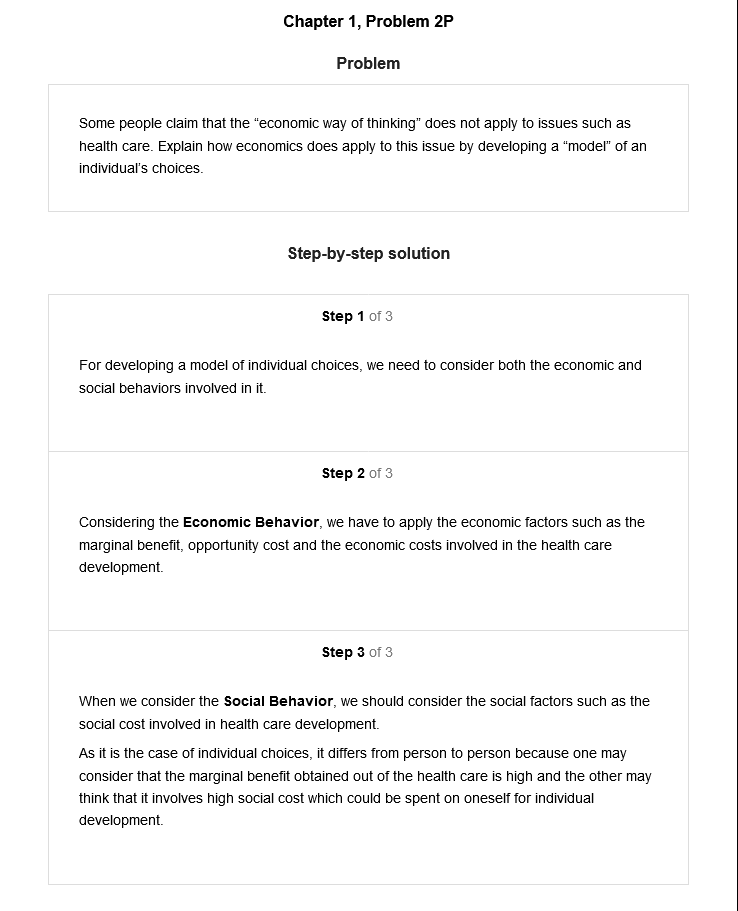 Chapter 1, Problem 2P
Problem
Some people claim that the “economic way of thinking” does not apply to issues such as
health care. Explain how economics does apply to this issue by developing a “model” of an
individual’s choices.
Step-by-step solution
Step 1 of 3
For developing a model of individual choices, we need to consider both the economic and
social behaviors involved in it.
Step 2 of 3
Considering the Economic Behavior, we have to apply the economic factors such as the
marginal benefit, opportunity cost and the economic costs involved in the health care
development.
Step 3 of 3
When we consider the Social Behavior, we should consider the social factors such as the
social cost involved in health care development.
As it is the case of individual choices, it differs from person to person because one may
consider that the marginal benefit obtained out of the health care is high and the other may
think that it involves high social cost which could be spent on oneself for individual
development.